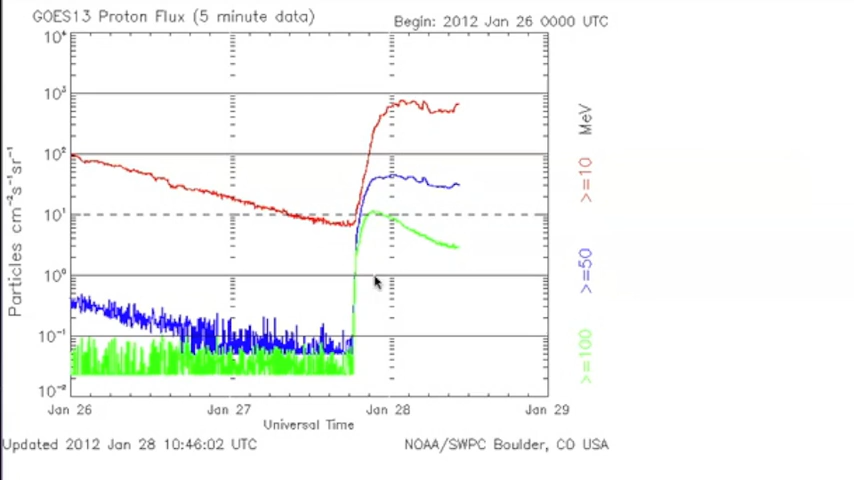 GOES13 Proton Flux (5 minute data)
Begin: 2012 Jan 26 0000 UTC
10⁴
10³
10²
10¹
10⁰
10⁻¹
10⁻²
Particles cm⁻²s⁻¹sr⁻¹
MeV
>=10
>=50
>=100
Jan 26
Jan 27
Jan 28
Jan 29
Universal Time
Updated 2012 Jan 28 10:46:02 UTC
NOAA/SWPC Boulder, CO USA